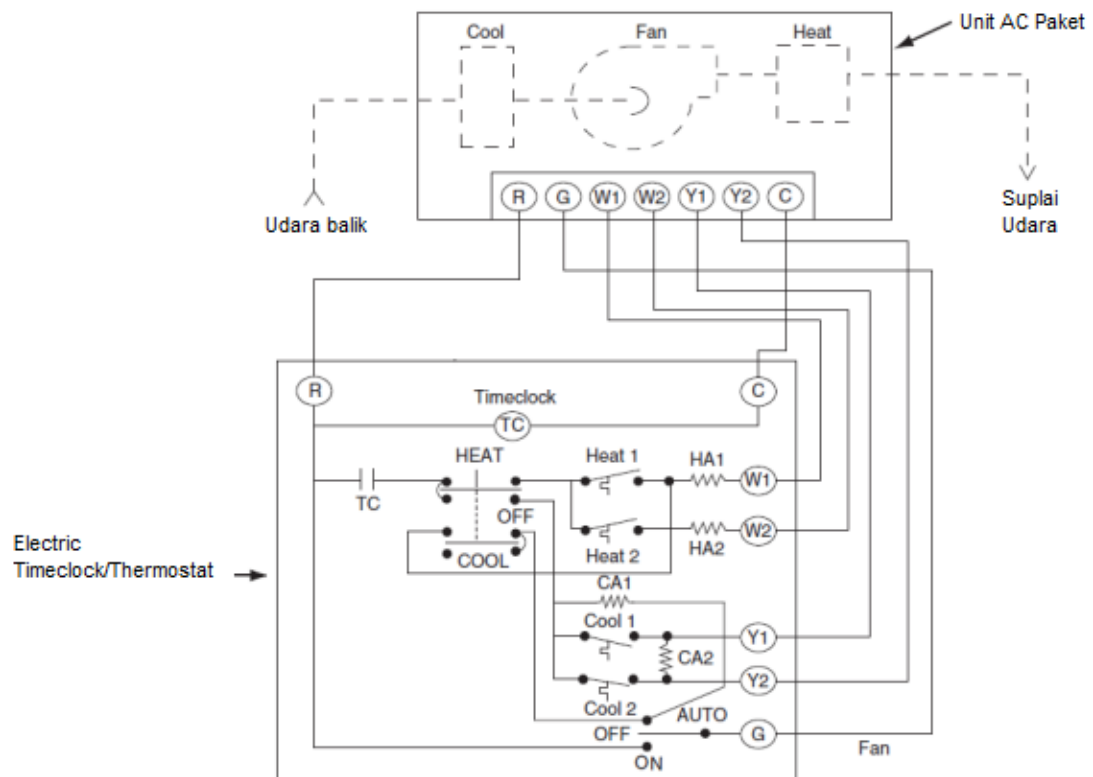 Unit AC Paket
Cool
Fan
Heat
R
G
W1
W2
Y1
Y2
C
Udara balik
Suplai
Udara
R
C
Timeclock
TC
HEAT
Heat 1
HA1
W1
TC
OFF
Heat 2
HA2
W2
COOL
Electric
Timeclock/Thermostat
CA1
Cool 1
Y1
CA2
Cool 2
Y2
AUTO
OFF
G
Fan
ON